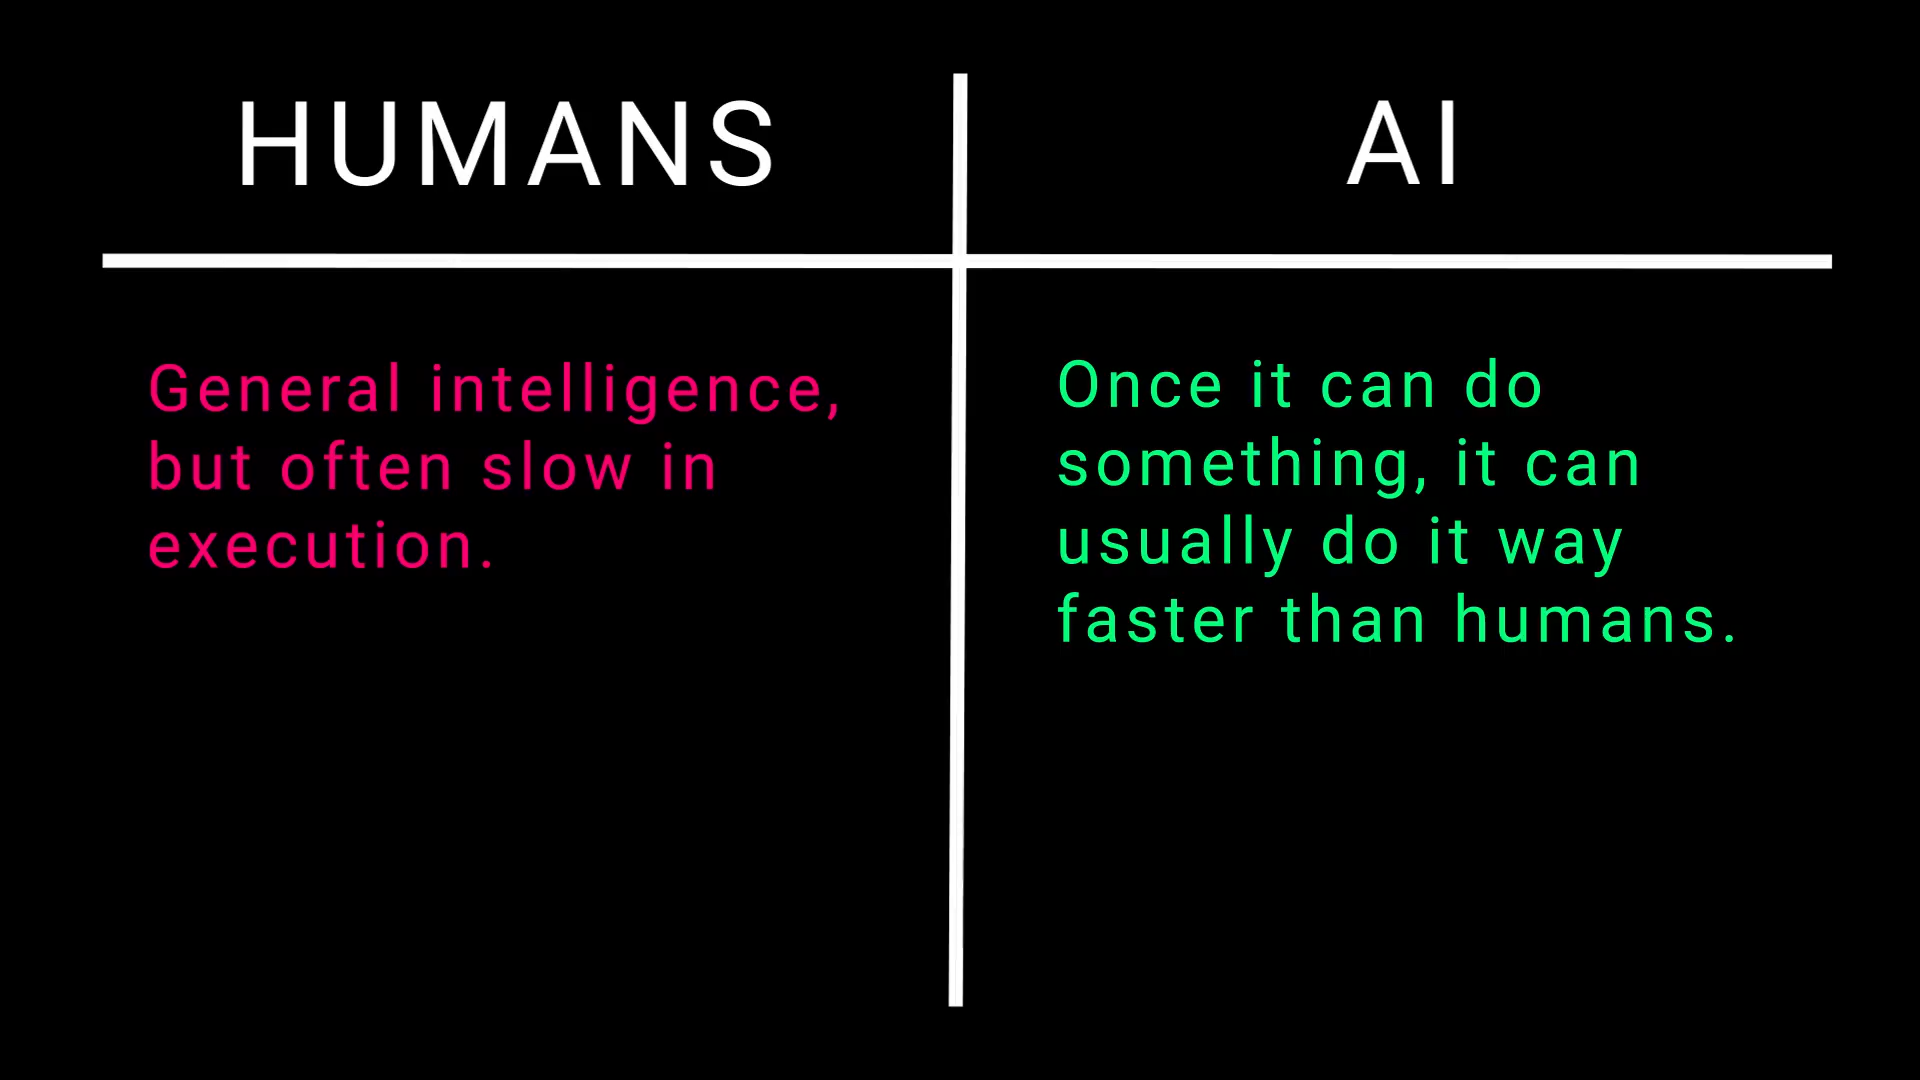 HUMANS
AI
General intelligence,
but often slow in
execution.
Once it can do
something, it can
usually do it way
faster than humans.